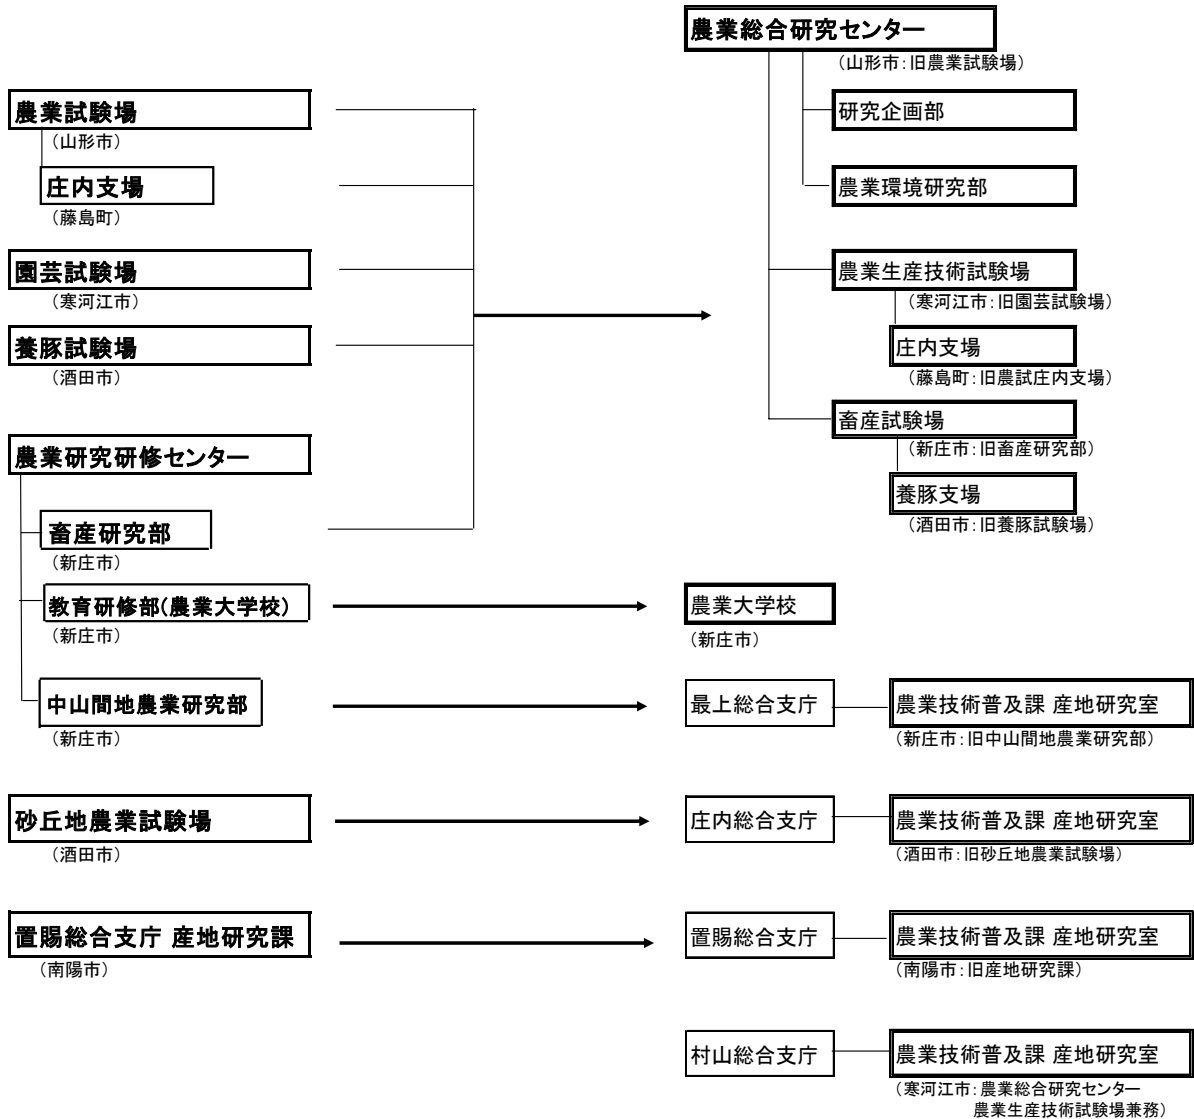 農業試験場
（山形市）
庄内支場
（藤島町）
園芸試験場
（寒河江市）
養豚試験場
（酒田市）
農業研究研修センター
畜産研究部
（新庄市）
教育研修部(農業大学校)
（新庄市）
中山間地農業研究部
（新庄市）
砂丘地農業試験場
（酒田市）
置賜総合支庁 産地研究課
（南陽市）
農業総合研究センター
（山形市：旧農業試験場）
研究企画部
農業環境研究部
農業生産技術試験場
（寒河江市：旧園芸試験場）
庄内支場
（藤島町：旧農試庄内支場）
畜産試験場
（新庄市：旧畜産研究部）
養豚支場
（酒田市：旧養豚試験場）
農業大学校
（新庄市）
最上総合支庁
農業技術普及課 産地研究室
（新庄市：旧中山間地農業研究部）
庄内総合支庁
農業技術普及課 産地研究室
（酒田市：旧砂丘地農業試験場）
置賜総合支庁
農業技術普及課 産地研究室
（南陽市：旧産地研究課）
村山総合支庁
農業技術普及課 産地研究室
（寒河江市：農業総合研究センター
農業生産技術試験場兼務）